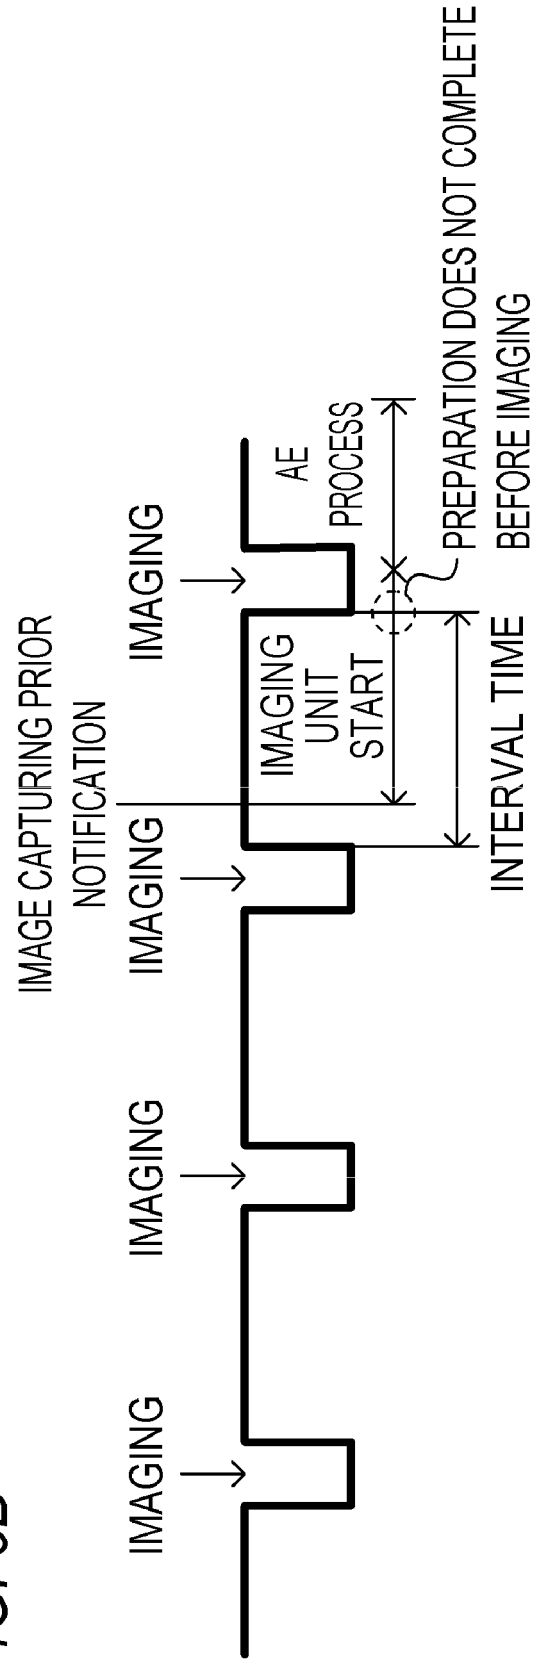 IMAGE CAPTURING PRIOR
NOTIFICATION
IMAGING
IMAGING
IMAGING
IMAGING
IMAGING
UNIT
START
AE
PROCESS
PREPARATION DOES NOT COMPLETE
BEFORE IMAGING
INTERVAL TIME